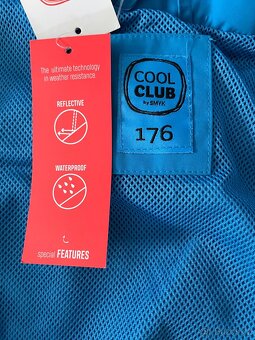 The ultimate technology
in weather resistance.
REFLECTIVE
WATERPROOF
special FEATURES
COOL
CLUB
by SMYK
176